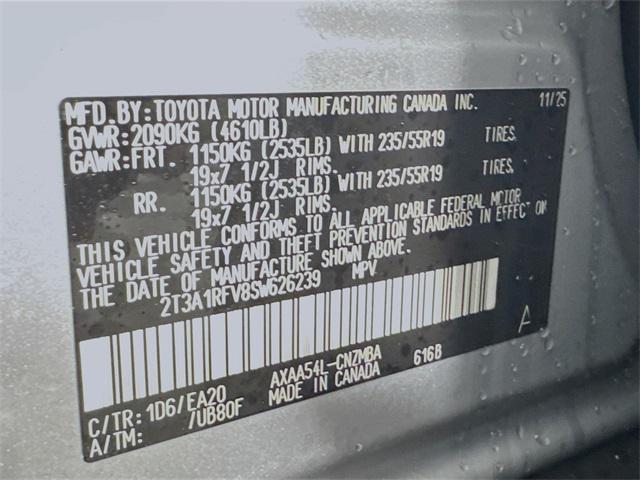 MFD.BY:TOYOTA MOTOR MANUFACTURING CANADA INC. 11/25
GVWR:2090KG (4610LB)
GAWR:FRT. 1150KG (2535LB) WITH 235/55R19 TIRES,
19x7 1/2J RIMS.
RR. 1150KG (2535LB) WITH 235/55R19 TIRES,
19x7 1/2J RIMS.
THIS VEHICLE CONFORMS TO ALL APPLICABLE FEDERAL MOTOR
VEHICLE SAFETY AND THEFT PREVENTION STANDARDS IN EFFECT ON
THE DATE OF MANUFACTURE SHOWN ABOVE.
2T3A1RFV8SW626239 MPV
C/TR: 1D6/EA20 AXAA54L-CNZMBA 616B A
A/TM: /UB80F MADE IN CANADA